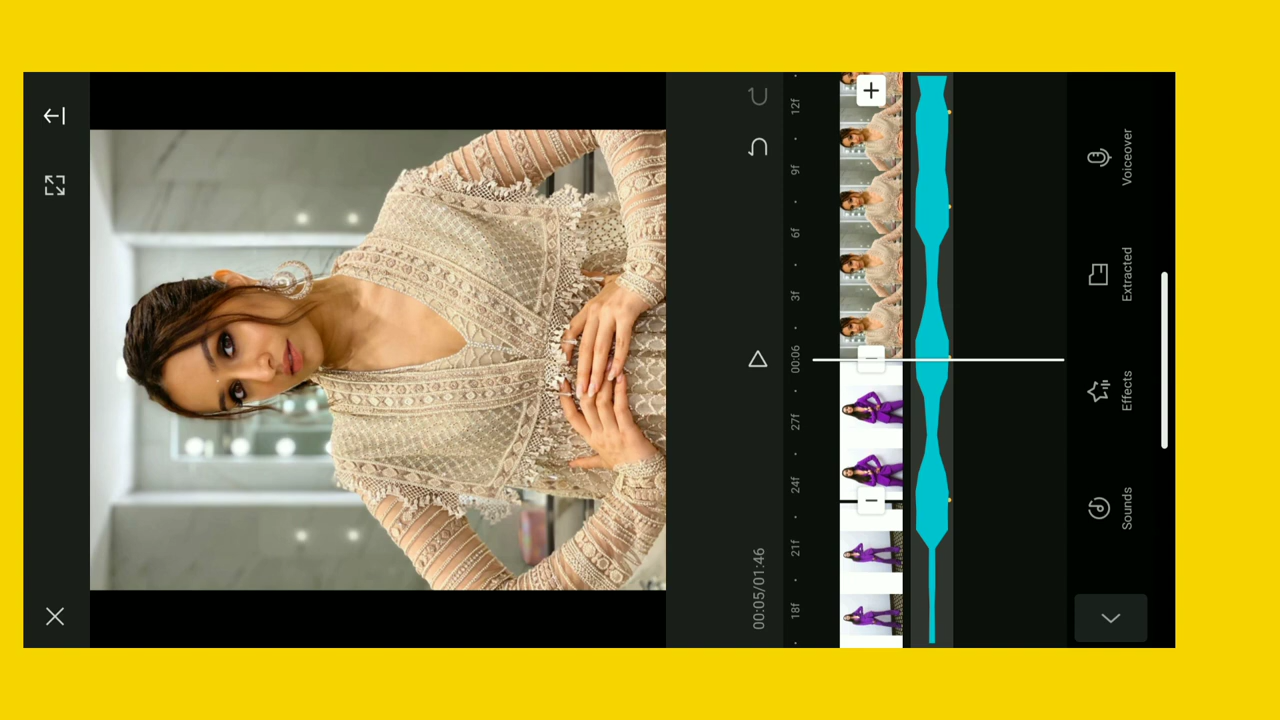 00:05/01:46
18f
21f
24f
27f
00:06
3f
6f
9f
12f
Sounds
Effects
Extracted
Voiceover